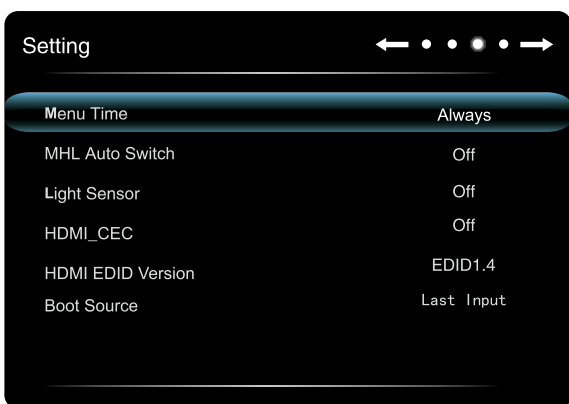 Setting
Menu Time Always
MHL Auto Switch Off
Light Sensor Off
HDMI_CEC Off
HDMI EDID Version EDID1.4
Boot Source Last Input